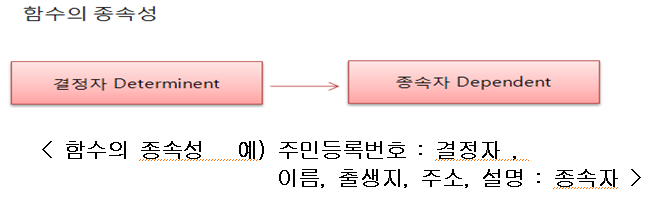 함수의 종속성
결정자 Determinent
종속자 Dependent
< 함수의 종속성 예) 주민등록번호 : 결정자 ,
이름, 출생지, 주소, 설명 : 종속자 >